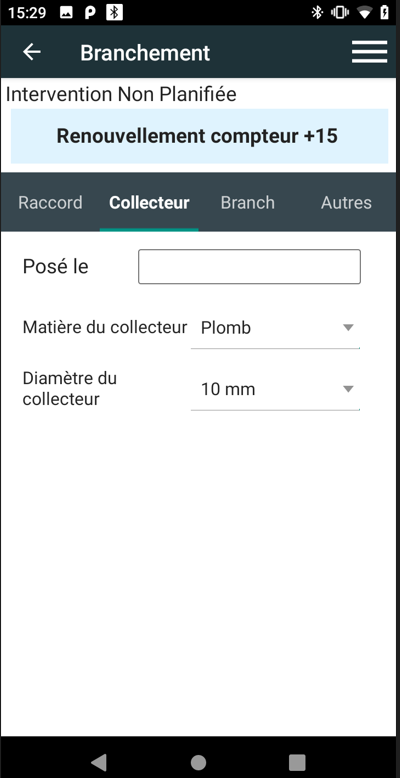 15:29
Branchement
Intervention Non Planifiée
Renouvellement compteur +15
Raccord Collecteur Branch Autres
Posé le
Matière du collecteur Plomb
Diamètre du
collecteur
10 mm